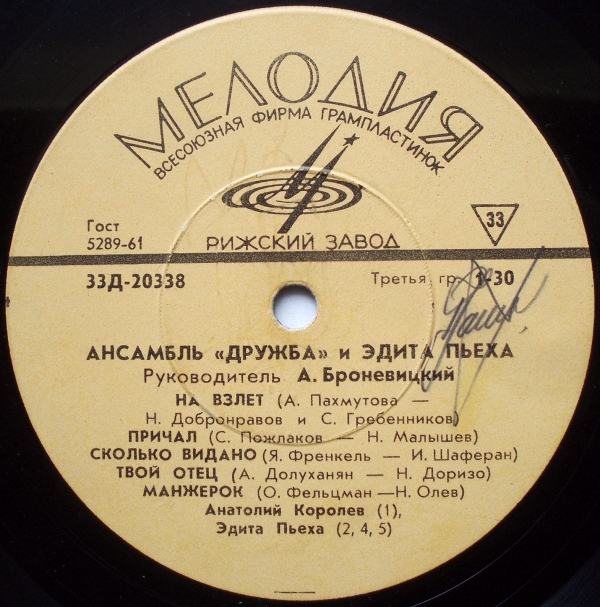 МЕЛОДИЯ
ВСЕСОЮЗНАЯ ФИРМА ГРАМПЛАСТИНОК
Гост
5289-61
РИЖСКИЙ ЗАВОД
33
33Д-20338
Третья гр. 1-30
АНСАМБЛЬ «ДРУЖБА» и ЭДИТА ПЬЕХА
Руководитель А. Броневицкий
НА ВЗЛЕТ (А. Пахмутова —
Н. Добронравов и С. Гребенников)
ПРИЧАЛ (С. Пожлаков — Н. Малышев)
СКОЛЬКО ВИДАНО (Я. Френкель — И. Шаферан)
ТВОЙ ОТЕЦ (А. Долуханян — Н. Доризо)
МАНЖЕРОК (О. Фельцман — Н. Олев)
Анатолий Королев (1),
Эдита Пьеха (2, 4, 5)